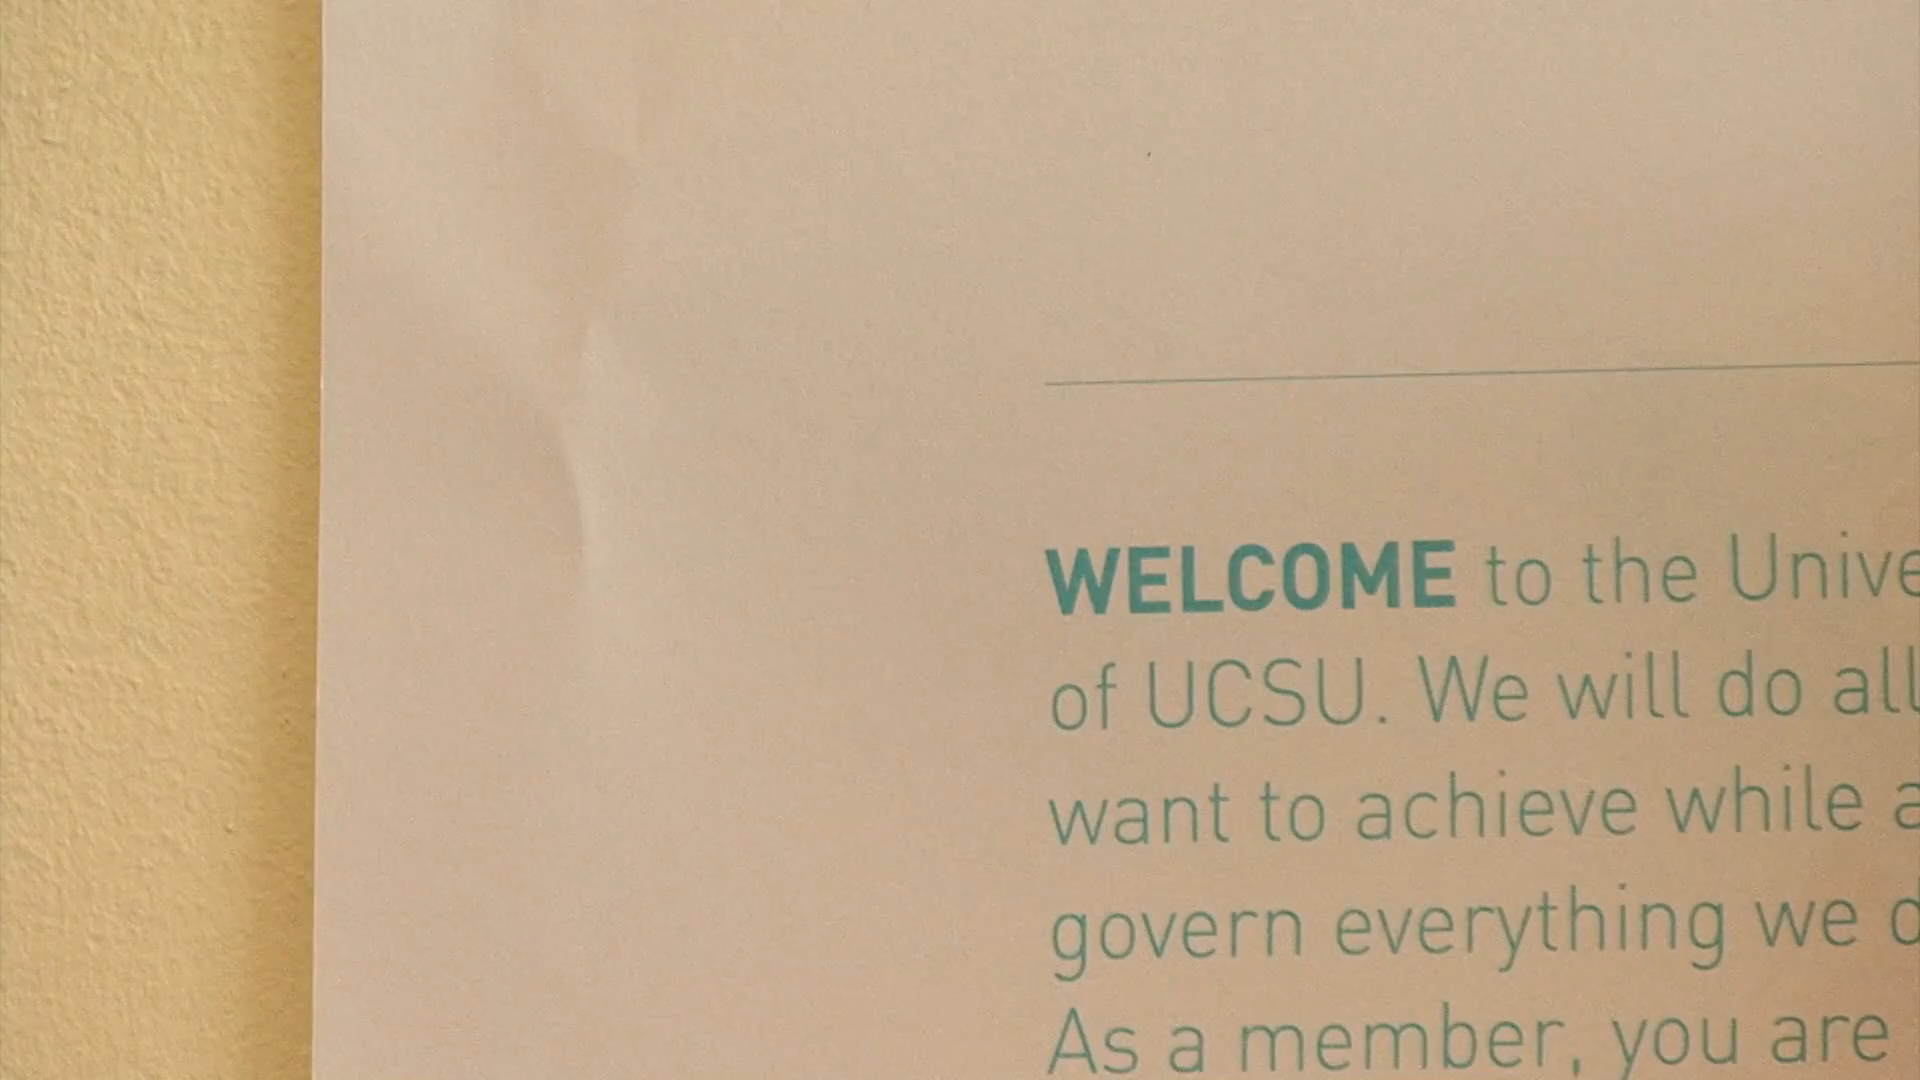 WELCOME to the Unive
of UCSU. We will do all
want to achieve while a
govern everything we d
As a member, you are